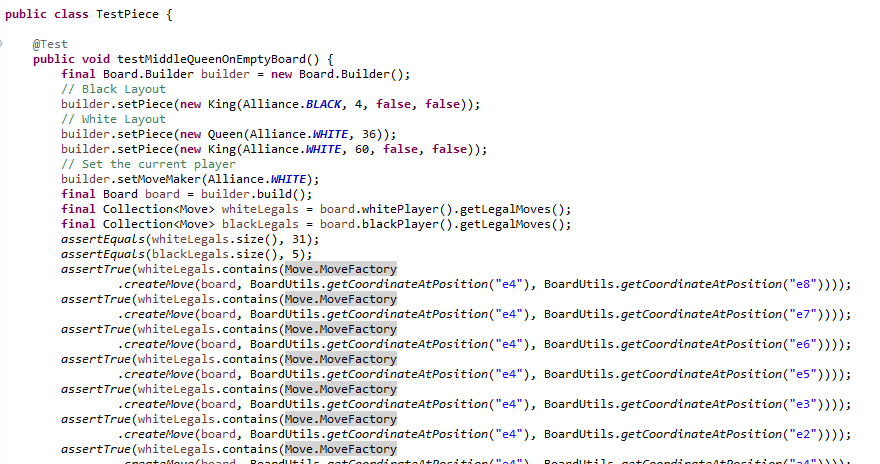 public class TestPiece {
@Test
public void testMiddleQueenOnEmptyBoard() {
final Board.Builder builder = new Board.Builder();
// Black Layout
builder.setPiece(new King(Alliance.BLACK, 4, false, false));
// White Layout
builder.setPiece(new Queen(Alliance.WHITE, 36));
builder.setPiece(new King(Alliance.WHITE, 60, false, false));
// Set the current player
builder.setMoveMaker(Alliance.WHITE);
final Board board = builder.build();
final Collection<Move> whiteLegals = board.whitePlayer().getLegalMoves();
final Collection<Move> blackLegals = board.blackPlayer().getLegalMoves();
assertEquals(whiteLegals.size(), 31);
assertEquals(blackLegals.size(), 5);
assertTrue(whiteLegals.contains(Move.MoveFactory
.createMove(board, BoardUtils.getCoordinateAtPosition("e4"), BoardUtils.getCoordinateAtPosition("e8"))));
assertTrue(whiteLegals.contains(Move.MoveFactory
.createMove(board, BoardUtils.getCoordinateAtPosition("e4"), BoardUtils.getCoordinateAtPosition("e7"))));
assertTrue(whiteLegals.contains(Move.MoveFactory
.createMove(board, BoardUtils.getCoordinateAtPosition("e4"), BoardUtils.getCoordinateAtPosition("e6"))));
assertTrue(whiteLegals.contains(Move.MoveFactory
.createMove(board, BoardUtils.getCoordinateAtPosition("e4"), BoardUtils.getCoordinateAtPosition("e5"))));
assertTrue(whiteLegals.contains(Move.MoveFactory
.createMove(board, BoardUtils.getCoordinateAtPosition("e4"), BoardUtils.getCoordinateAtPosition("e3"))));
assertTrue(whiteLegals.contains(Move.MoveFactory
.createMove(board, BoardUtils.getCoordinateAtPosition("e4"), BoardUtils.getCoordinateAtPosition("e2"))));
assertTrue(whiteLegals.contains(Move.MoveFactory
.createMove(board, BoardUtils.getCoordinateAtPosition("e4"), BoardUtils.getCoordinateAtPosition(